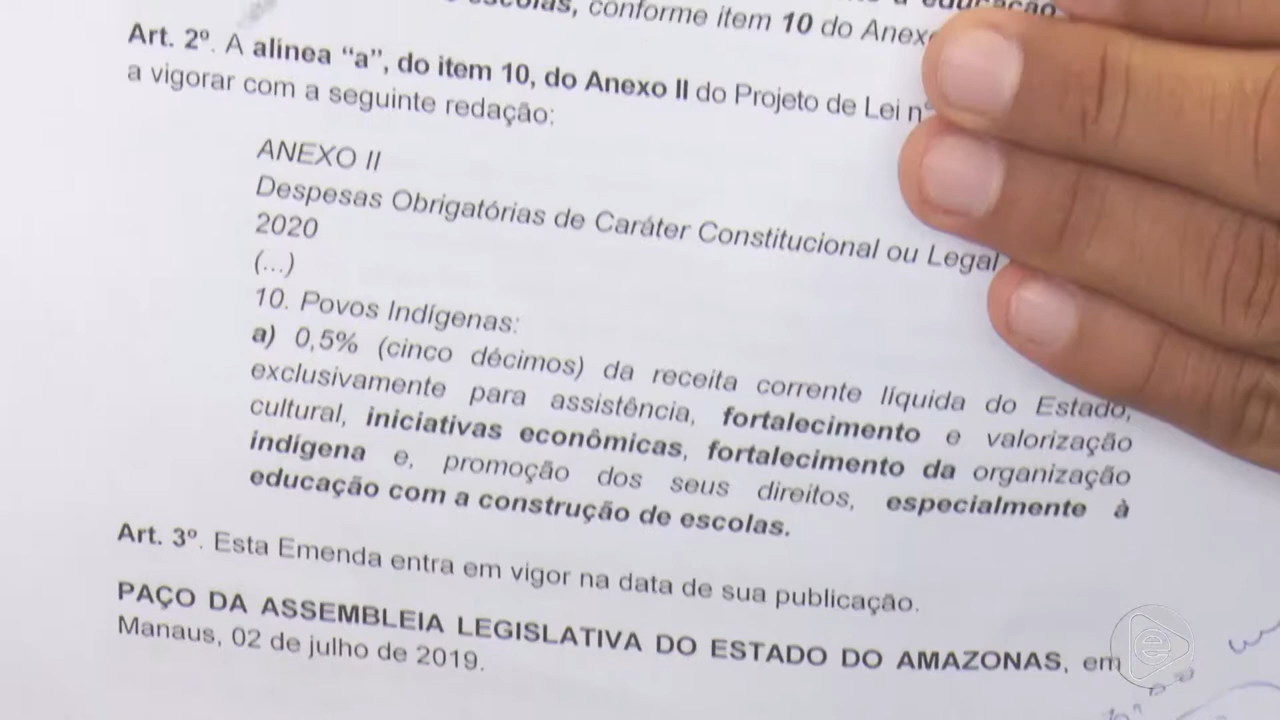 escolas, conforme item 10 do Anexo
Art. 2º. A alínea “a”, do item 10, do Anexo II do Projeto de Lei nº
a vigorar com a seguinte redação:
ANEXO II
Despesas Obrigatórias de Caráter Constitucional ou Legal
2020
(...)
10. Povos Indígenas:
a) 0,5% (cinco décimos) da receita corrente líquida do Estado,
exclusivamente para assistência, fortalecimento e valorização
cultural, iniciativas econômicas, fortalecimento da organização
indígena e, promoção dos seus direitos, especialmente à
educação com a construção de escolas.
Art. 3º. Esta Emenda entra em vigor na data de sua publicação.
PAÇO DA ASSEMBLEIA LEGISLATIVA DO ESTADO DO AMAZONAS, em
Manaus, 02 de julho de 2019.